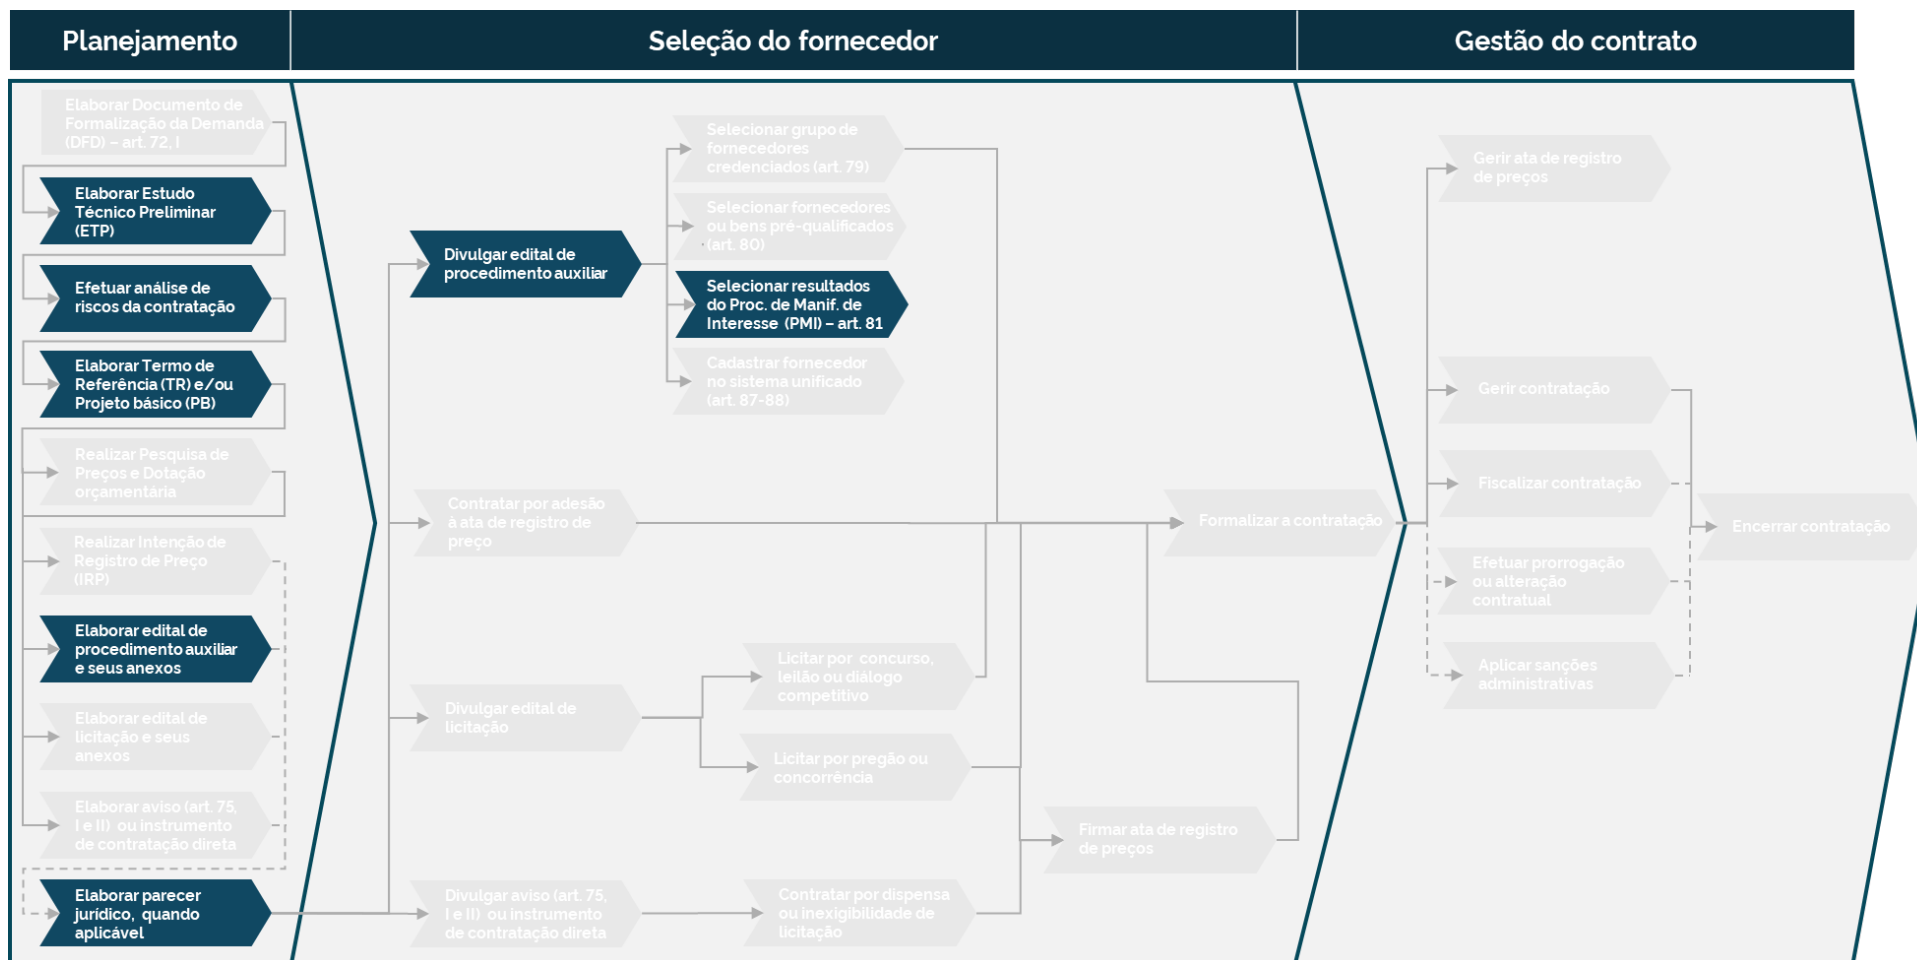 Planejamento
Seleção do fornecedor
Gestão do contrato
Elaborar Documento de
Formalização da Demanda
(DFD) – art. 72, I
Elaborar Estudo
Técnico Preliminar
(ETP)
Efetuar análise de
riscos da contratação
Elaborar Termo de
Referência (TR) e/ou
Projeto básico (PB)
Realizar Pesquisa de
Preços e Dotação
orçamentária
Realizar Intenção de
Registro de Preço
(IRP)
Elaborar edital de
procedimento auxiliar
e seus anexos
Elaborar edital de
licitação e seus
anexos
Elaborar aviso (art. 75,
I e II) ou instrumento
de contratação direta
Elaborar parecer
jurídico, quando
aplicável
Divulgar edital de
procedimento auxiliar
Selecionar grupo de
fornecedores
credenciados (art. 79)
Selecionar fornecedores
ou bens pré-qualificados
(art. 80)
Selecionar resultados
do Proc. de Manif. de
Interesse (PMI) – art. 81
Cadastrar fornecedor
no sistema unificado
(art. 87-88)
Contratar por adesão
à ata de registro de
preço
Formalizar a contratação
Divulgar edital de
licitação
Licitar por concurso,
leilão ou diálogo
competitivo
Licitar por pregão ou
concorrência
Firmar ata de registro
de preços
Divulgar aviso (art. 75,
I e II) ou instrumento
de contratação direta
Contratar por dispensa
ou inexigibilidade de
licitação
Gerir ata de registro
de preços
Gerir contratação
Fiscalizar contratação
Efetuar prorrogação
ou alteração
contratual
Aplicar sanções
administrativas
Encerrar contratação